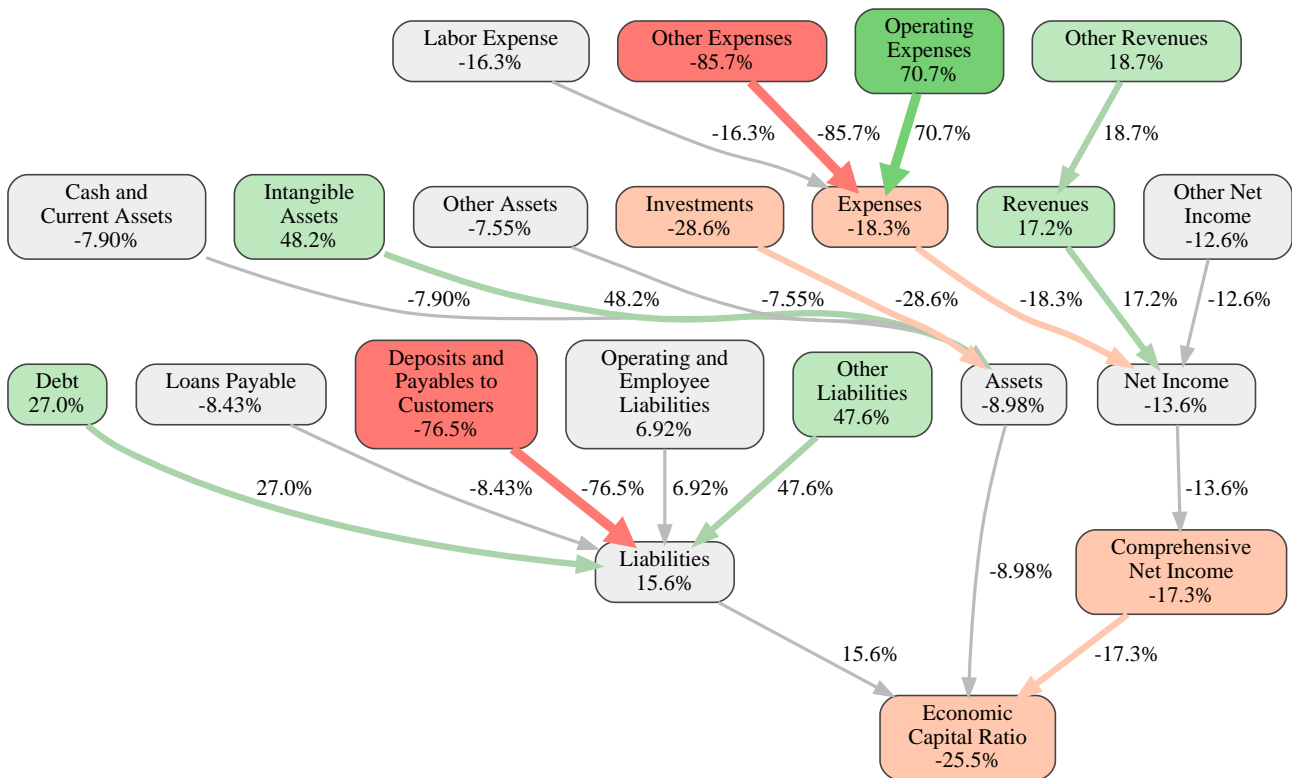 Labor Expense
-16.3%
Other Expenses
-85.7%
Operating
Expenses
70.7%
Other Revenues
18.7%
-16.3%
-85.7%
70.7%
18.7%
Cash and
Current Assets
-7.90%
Intangible
Assets
48.2%
Other Assets
-7.55%
Investments
-28.6%
Expenses
-18.3%
Revenues
17.2%
Other Net
Income
-12.6%
-7.90%
48.2%
-7.55%
-28.6%
-18.3%
17.2%
-12.6%
Debt
27.0%
Loans Payable
-8.43%
Deposits and
Payables to
Customers
-76.5%
Operating and
Employee
Liabilities
6.92%
Other
Liabilities
47.6%
Assets
-8.98%
Net Income
-13.6%
27.0%
-8.43%
-76.5%
6.92%
47.6%
-13.6%
Liabilities
15.6%
-8.98%
Comprehensive
Net Income
-17.3%
15.6%
-17.3%
Economic
Capital Ratio
-25.5%